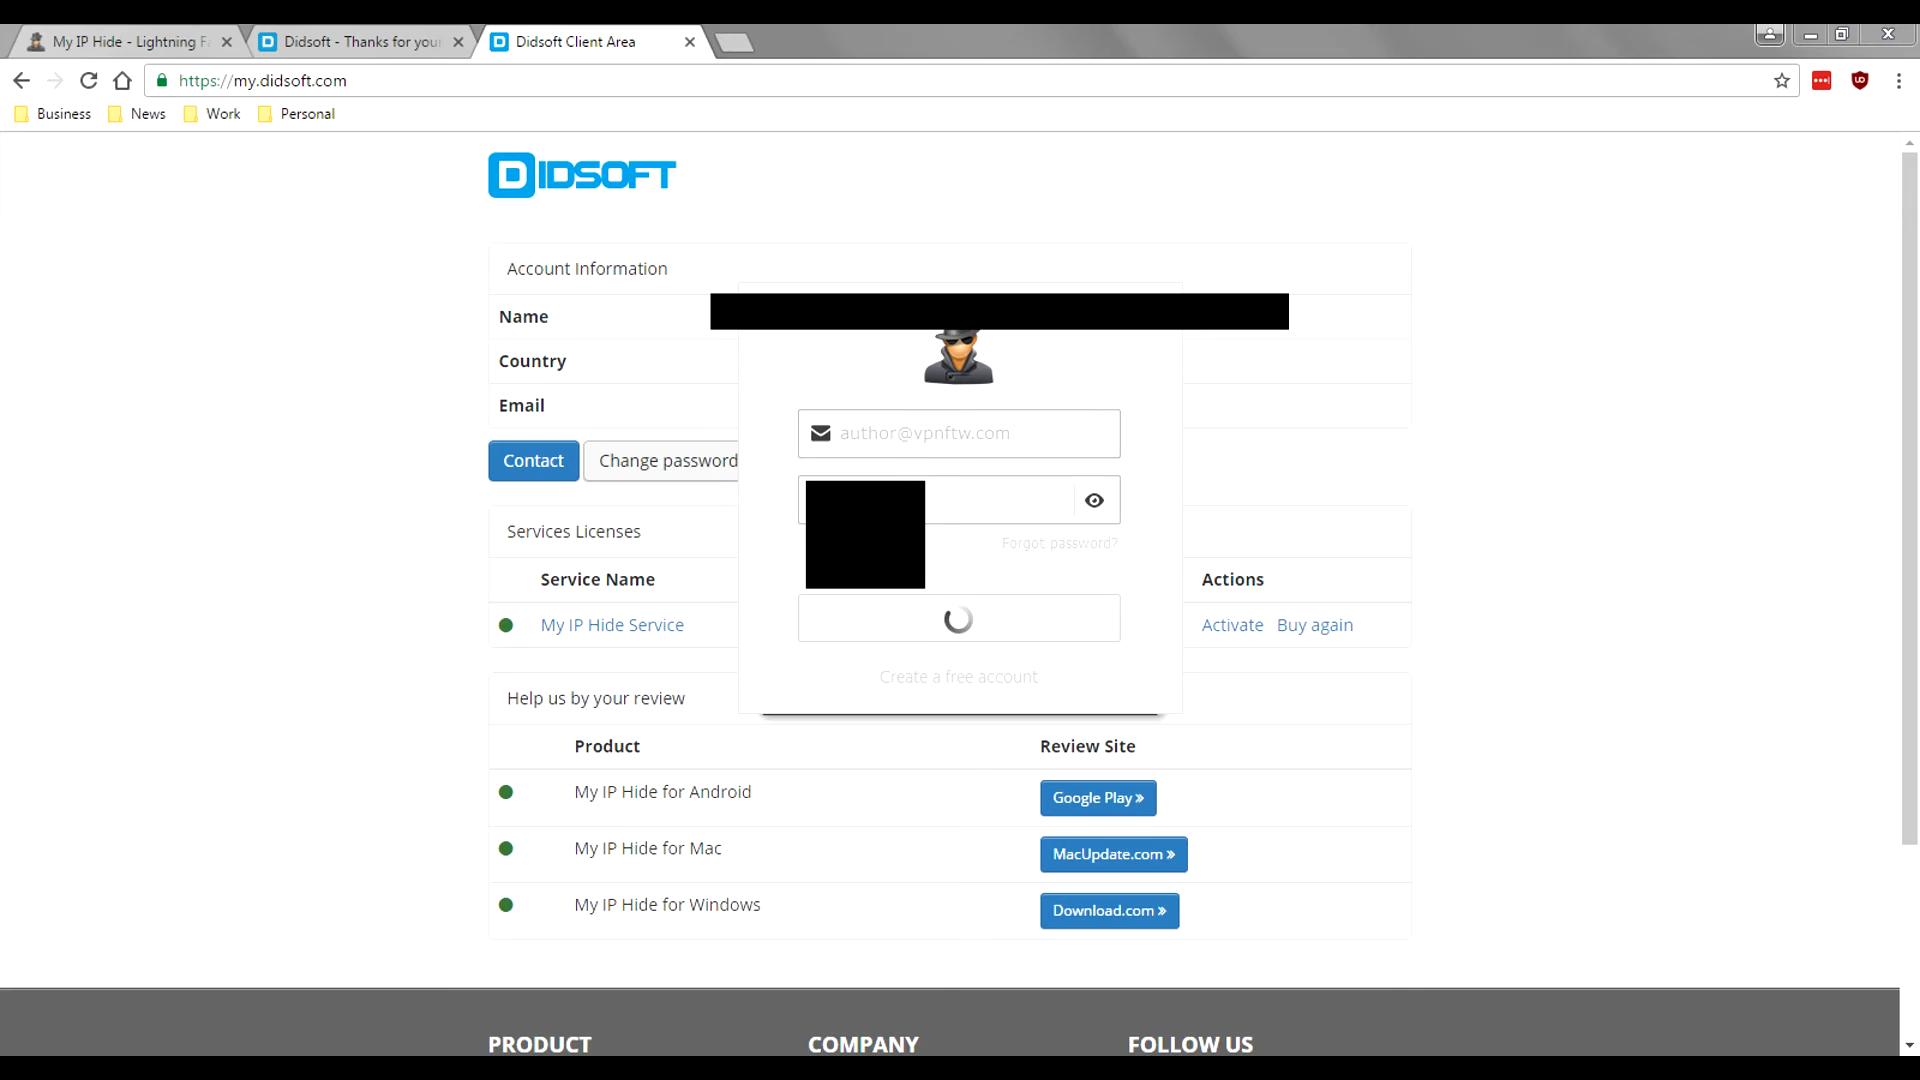 My IP Hide - Lightning Fa
Didsoft - Thanks for your
Didsoft Client Area
https://my.didsoft.com
Business
News
Work
Personal
DIDSOFT
Account Information
Name
Country
Email
author@vpnftw.com
Contact
Change password
Forgot password?
Services Licenses
Service Name
Actions
My IP Hide Service
Activate
Buy again
Create a free account
Help us by your review
Product
Review Site
My IP Hide for Android
Google Play »
My IP Hide for Mac
MacUpdate.com »
My IP Hide for Windows
Download.com »
PRODUCT
COMPANY
FOLLOW US